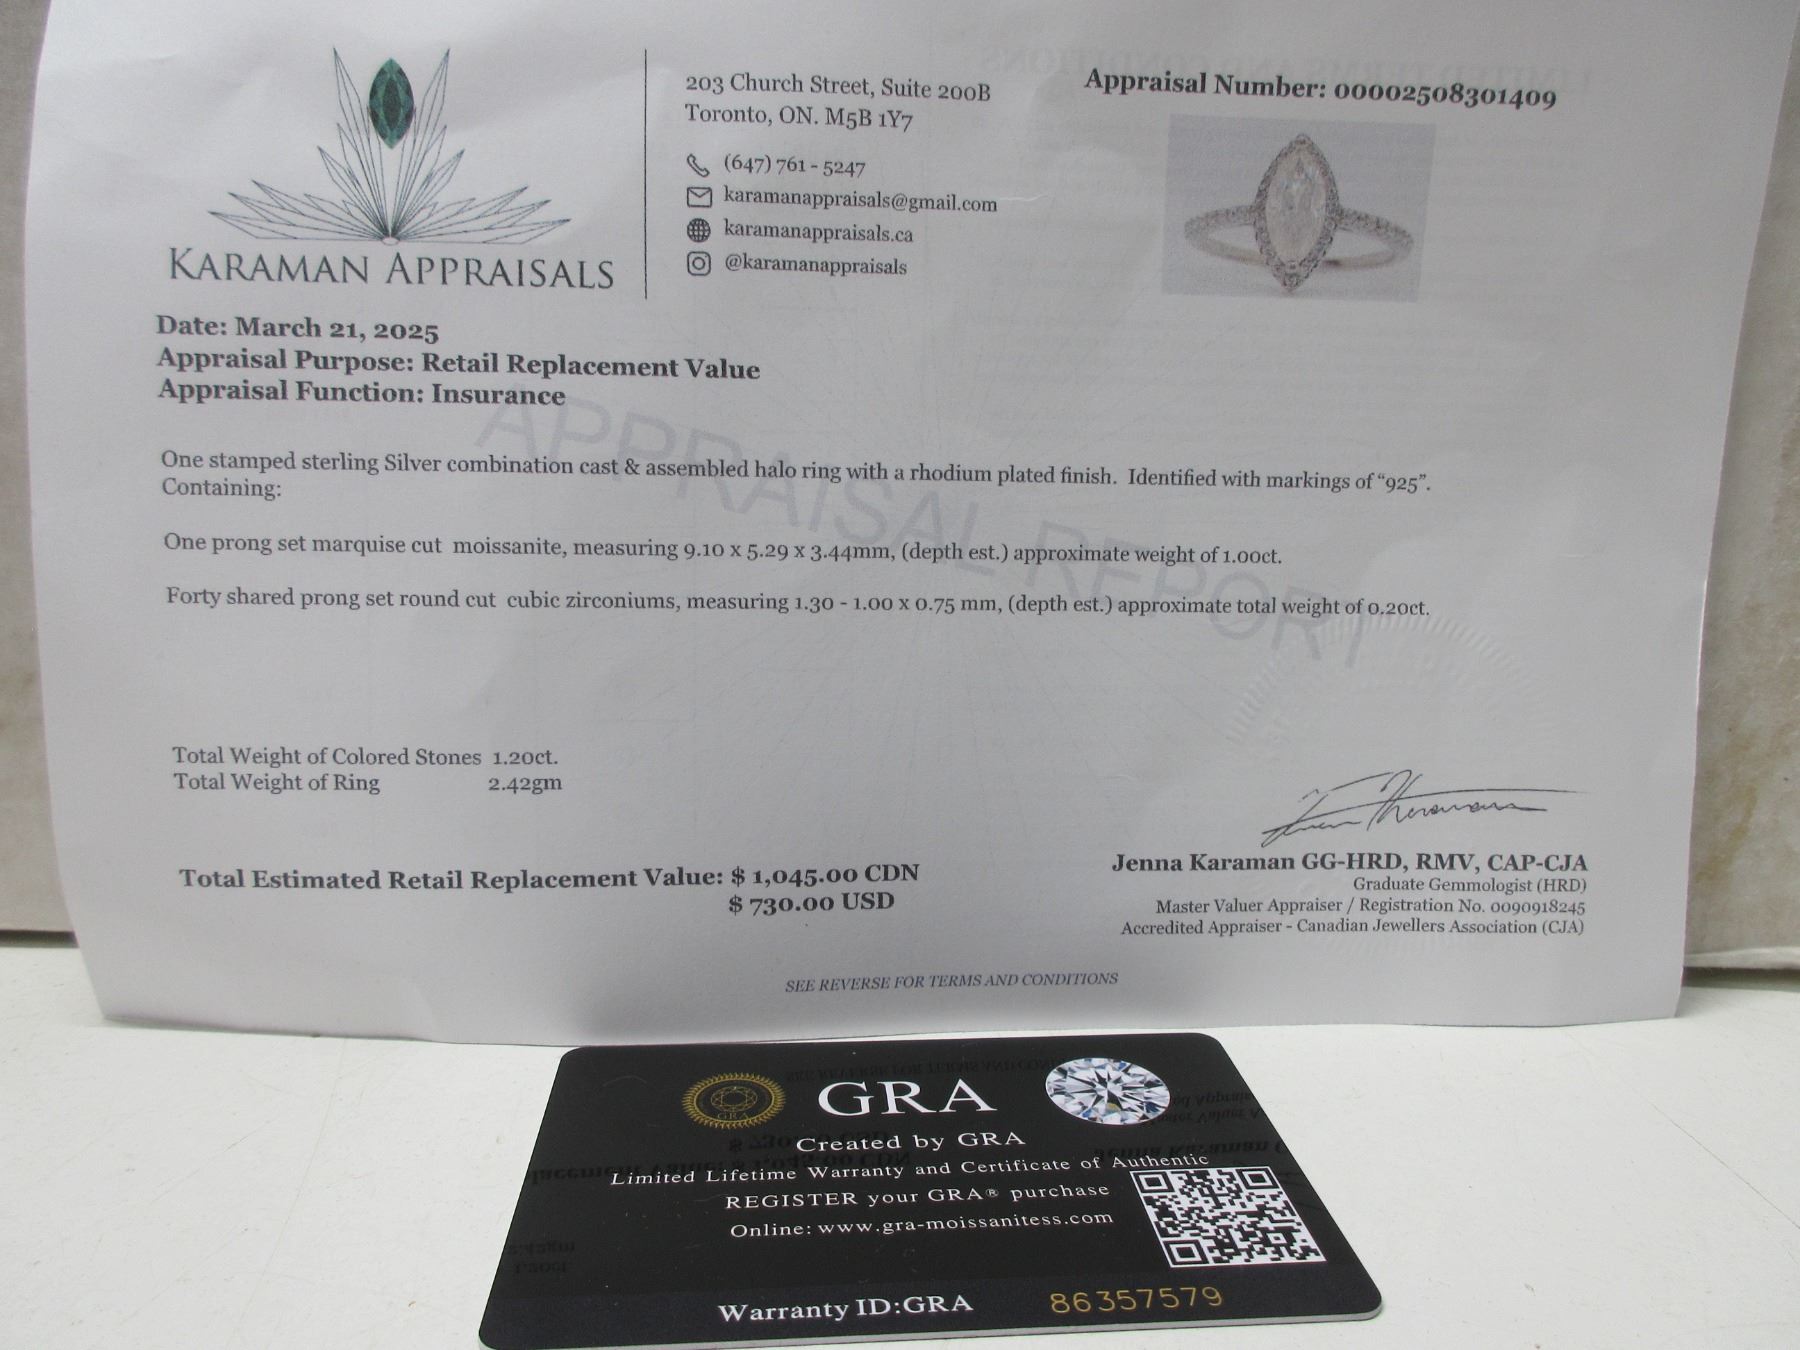 KARAMAN APPRAISALS
203 Church Street, Suite 200B
Toronto, ON. M5B 1Y7
(647) 761 - 5247
karamanappraisals@gmail.com
karamanappraisals.ca
@karamanappraisals
Appraisal Number: 00002508301409
Date: March 21, 2025
Appraisal Purpose: Retail Replacement Value
Appraisal Function: Insurance
APPRAISAL REPORT
One stamped sterling Silver combination cast & assembled halo ring with a rhodium plated finish. Identified with markings of "925".
Containing:
One prong set marquise cut moissanite, measuring 9.10 x 5.29 x 3.44mm, (depth est.) approximate weight of 1.00ct.
Forty shared prong set round cut cubic zirconiums, measuring 1.30 - 1.00 x 0.75 mm, (depth est.) approximate total weight of 0.20ct.
Total Weight of Colored Stones 1.20ct.
Total Weight of Ring 2.42gm
Total Estimated Retail Replacement Value: $ 1,045.00 CDN
$ 730.00 USD
Jenna Karaman GG-HRD, RMV, CAP-CJA
Graduate Gemmologist (HRD)
Master Valuer Appraiser / Registration No. 0090918245
Accredited Appraiser - Canadian Jewellers Association (CJA)
SEE REVERSE FOR TERMS AND CONDITIONS
GRA
GRA
Created by GRA
Limited Lifetime Warranty and Certificate of Authentic
REGISTER your GRA® purchase
Online: www.gra-moissanitess.com
Warranty ID:GRA 86357579